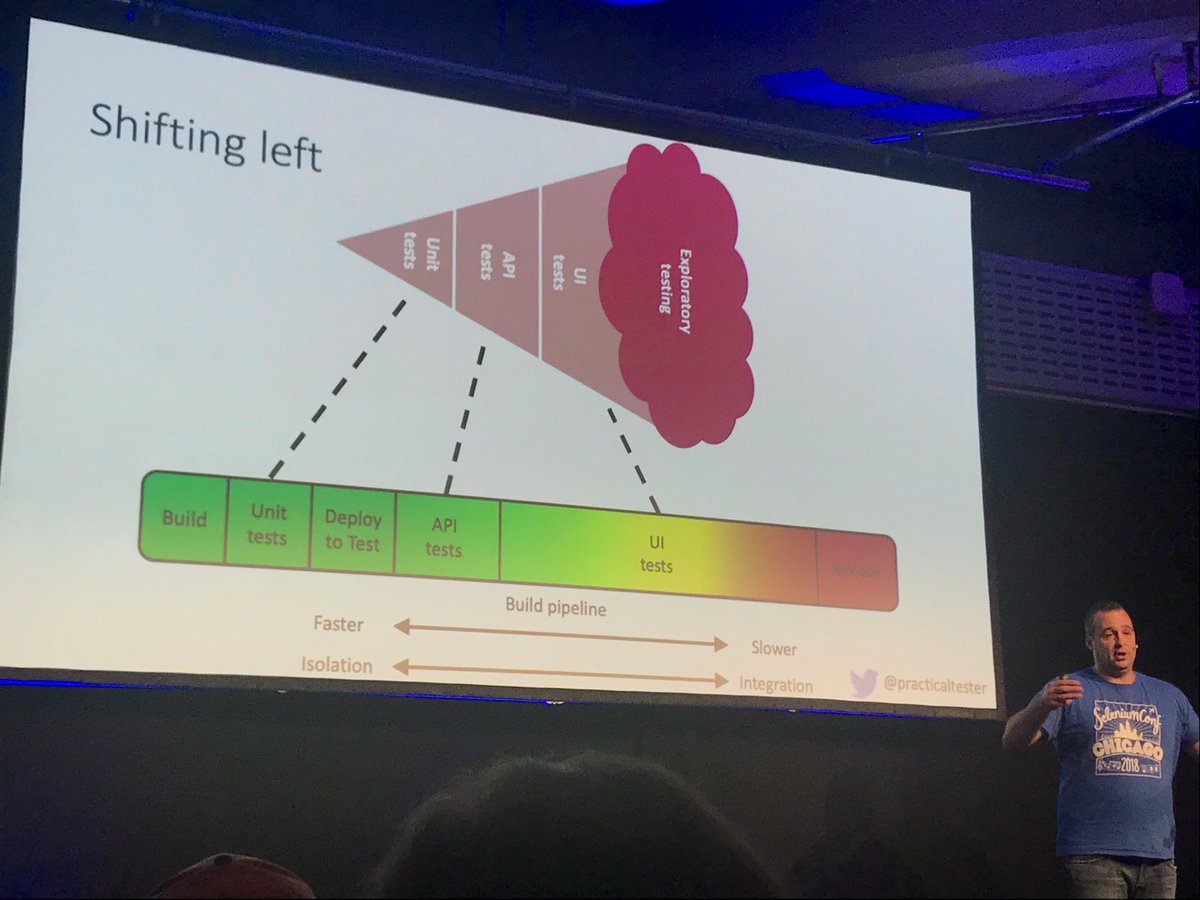 Shifting left
Unit
tests
API
tests
UI
tests
Exploratory
testing
Build
Unit
tests
Deploy
to Test
API
tests
UI
tests
Release
Build pipeline
Faster
Slower
Isolation
Integration
@practicaltester
SeleniumConf
CHICAGO
2018